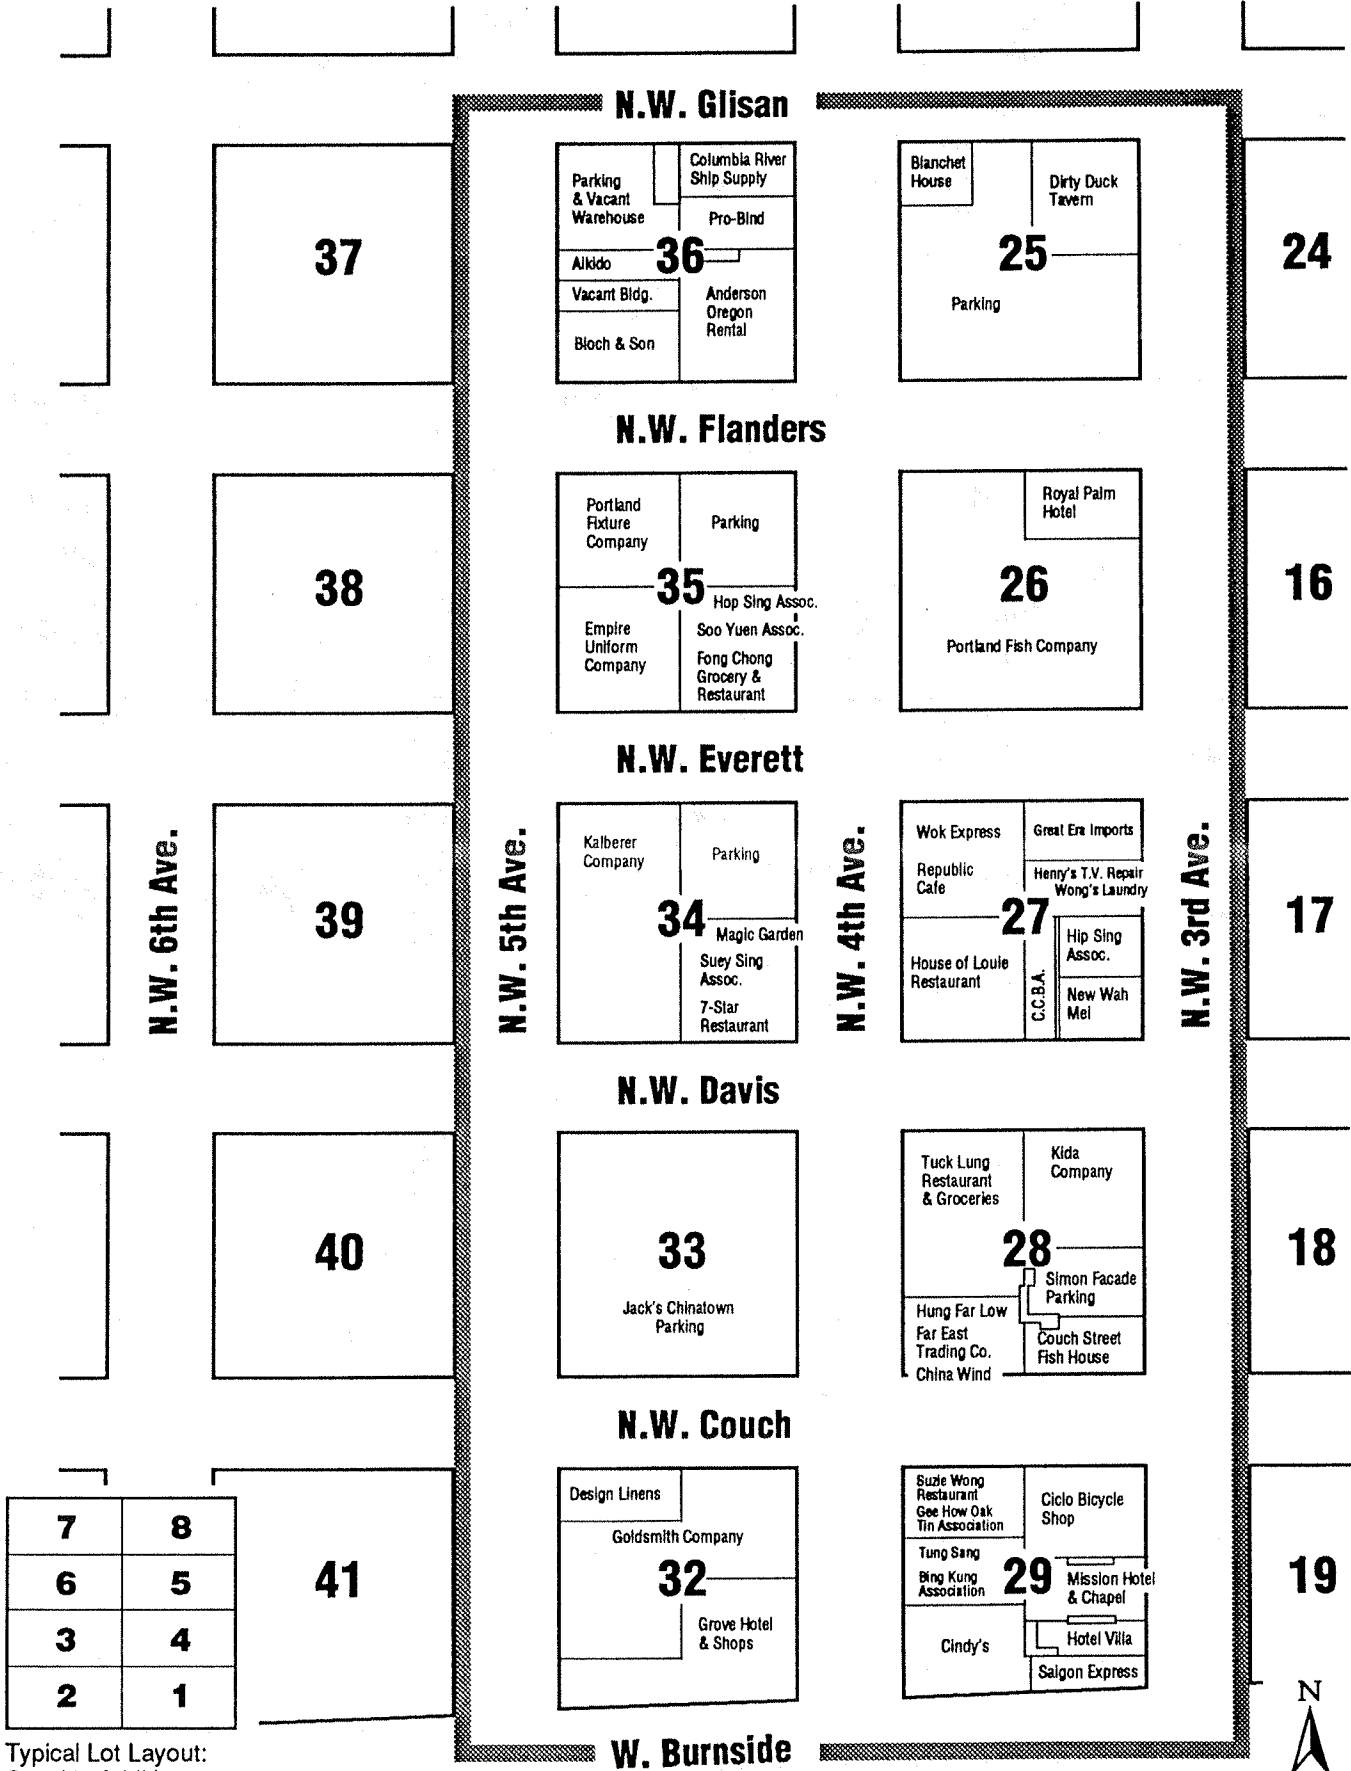 N.W. Glisan
Parking
& Vacant
Warehouse
Columbia River
Ship Supply
Pro-Bind
Aikido
Vacant Bldg.
Bloch & Son
36
Anderson
Oregon
Rental
Blanchet
House
Dirty Duck
Tavern
25
Parking
37
24
N.W. Flanders
Portland
Fixture
Company
Parking
35
Hop Sing Assoc.
Empire
Uniform
Company
Soo Yuen Assoc.
Fong Chong
Grocery &
Restaurant
Royal Palm
Hotel
26
Portland Fish Company
38
16
N.W. Everett
Kalberer
Company
Parking
34
Magic Garden
Suey Sing
Assoc.
7-Star
Restaurant
Wok Express
Republic
Cafe
Great Era Imports
Henry's T.V. Repair
Wong's Laundry
27
House of Louie
Restaurant
C.C.B.A.
Hip Sing
Assoc.
New Wah
Mei
39
17
N.W. 6th Ave.
N.W. 5th Ave.
N.W. 4th Ave.
N.W. 3rd Ave.
N.W. Davis
40
33
Jack's Chinatown
Parking
Tuck Lung
Restaurant
& Groceries
Kida
Company
28
Simon Facade
Parking
Hung Far Low
Far East
Trading Co.
China Wind
Couch Street
Fish House
18
N.W. Couch
Design Linens
Goldsmith Company
32
Grove Hotel
& Shops
Suzie Wong
Restaurant
Gee How Oak
Tin Association
Ciclo Bicycle
Shop
Tung Sang
Bing Kung
Association
29
Mission Hotel
& Chapel
Cindy's
Hotel Villa
Saigon Express
41
19
7 8
6 5
3 4
2 1
N
W. Burnside
Typical Lot Layout: